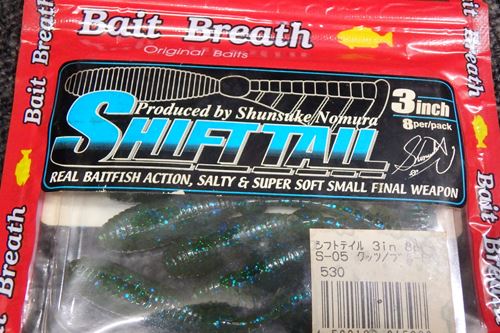 Bait Breath
Original Baits
Bait Breath
Bait Breath
Produced by Shunsuke Nomura
3inch
8per/pack
SHIFTTAIL
REAL BAITFISH ACTION, SALTY & SUPER SOFT SMALL FINAL WEAPON
シフトテイル 3in 8p
S-05
530